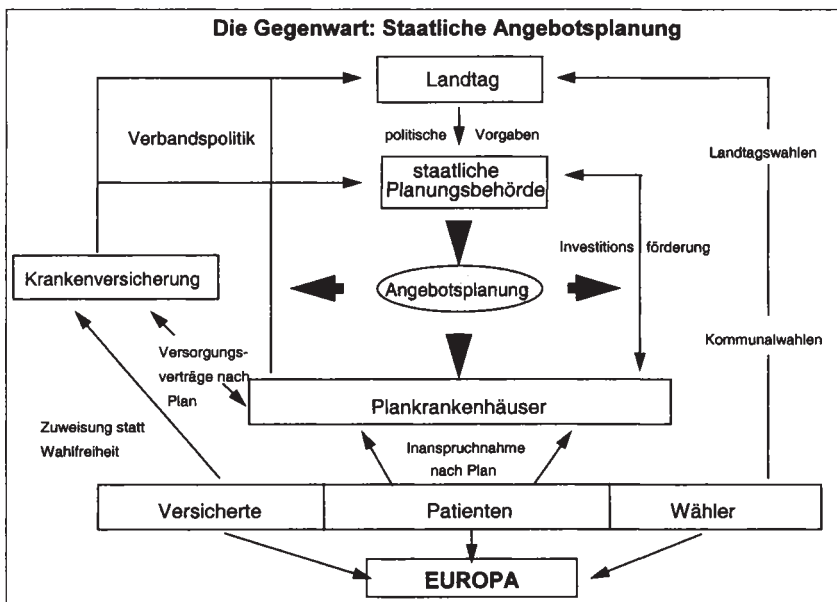 Die Gegenwart: Staatliche Angebotsplanung
Landtag
politische Vorgaben
Verbandspolitik
Landtagswahlen
staatliche
Planungsbehörde
Investitions förderung
Krankenversicherung
Angebotsplanung
Kommunalwahlen
Versorgungs-
verträge nach
Plan
Plankrankenhäuser
Zuweisung statt
Wahlfreiheit
Inanspruchnahme
nach Plan
Versicherte
Patienten
Wähler
EUROPA